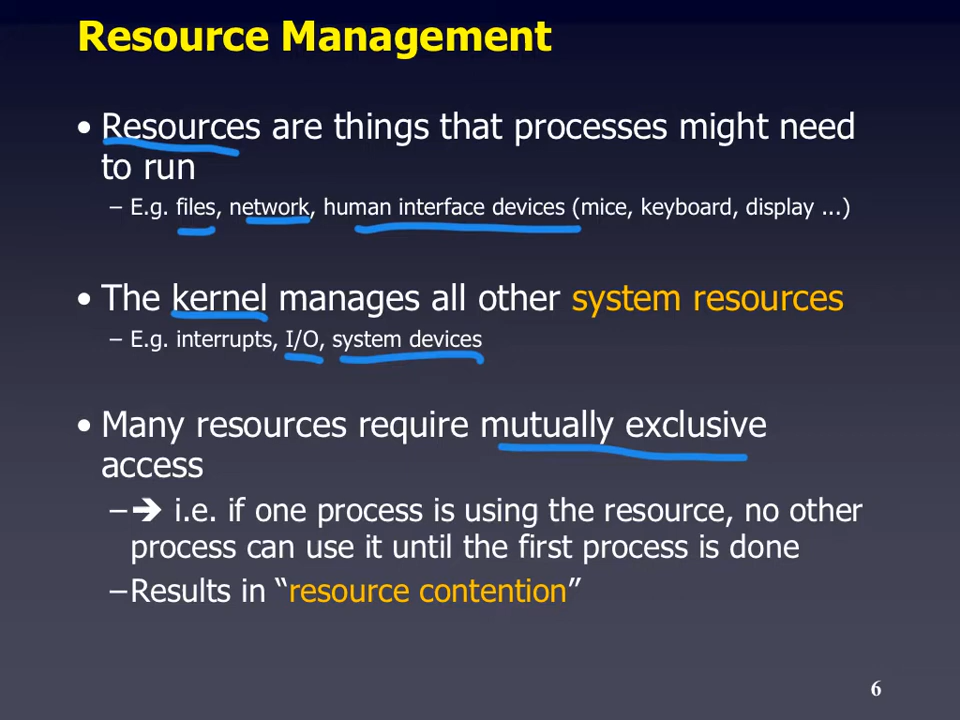 Resource Management
• Resources are things that processes might need
to run
– E.g. files, network, human interface devices (mice, keyboard, display ...)
• The kernel manages all other system resources
– E.g. interrupts, I/O, system devices
• Many resources require mutually exclusive
access
–➔ i.e. if one process is using the resource, no other
process can use it until the first process is done
–Results in “resource contention”
6